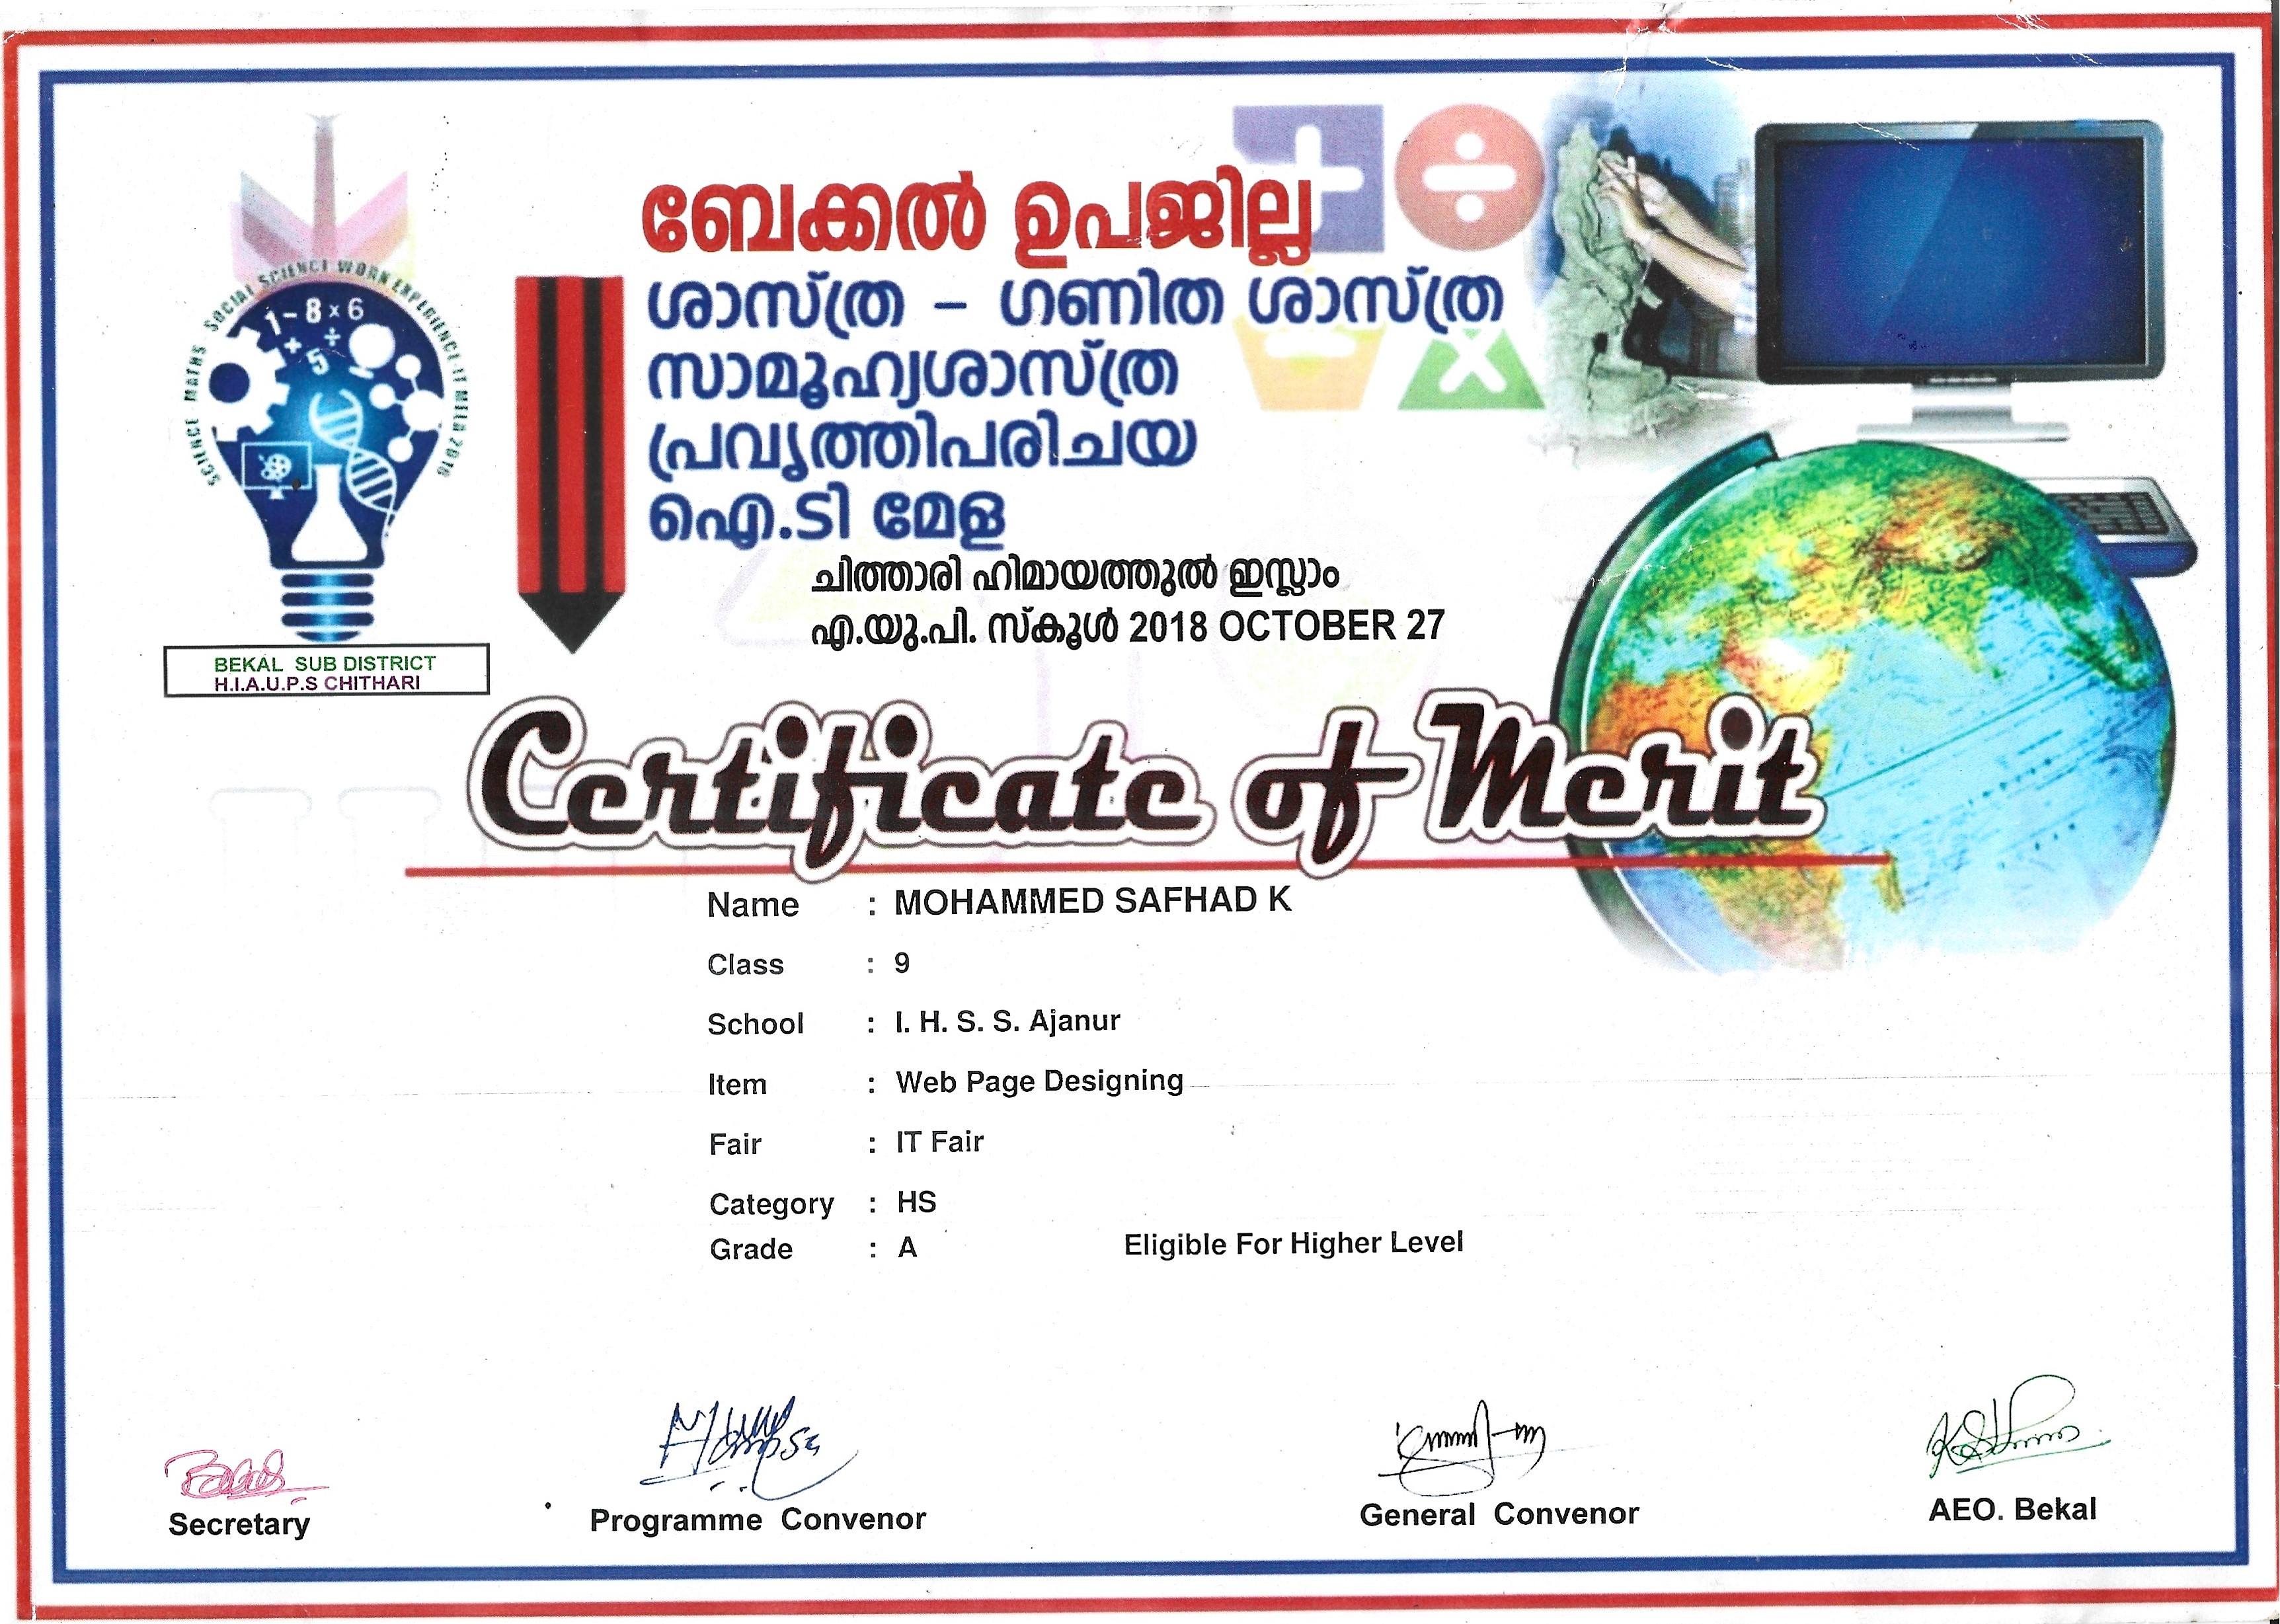 ബേക്കൽ ഉപജില്ല
ശാസ്ത്ര – ഗണിത ശാസ്ത്ര
സാമൂഹ്യശാസ്ത്ര
പ്രവൃത്തിപരിചയ
ഐ.ടി മേള
ചിത്താരി ഹിമായത്തുൽ ഇസ്ലാം
എ.യു.പി. സ്കൂൾ 2018 OCTOBER 27
SCIENCE MATHS SOCIAL SCIENCE WORK EXPERIENCE-IT MELA 2018
1 - 8 x 6
+ 5 ÷
BEKAL SUB DISTRICT
H.I.A.U.P.S CHITHARI
Certificate of Merit
Name : MOHAMMED SAFHAD K
Class : 9
School : I. H. S. S. Ajanur
Item : Web Page Designing
Fair : IT Fair
Category : HS
Grade : A Eligible For Higher Level
Secretary Programme Convenor General Convenor AEO. Bekal